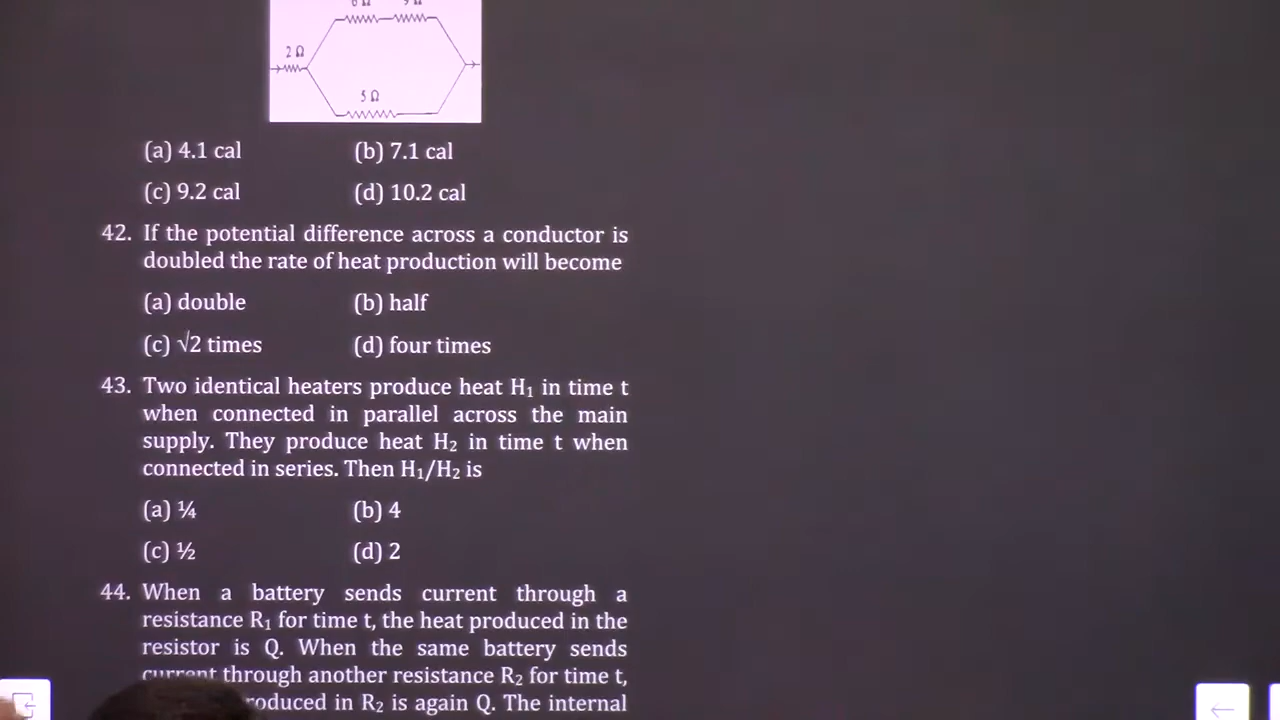 2 Ω
5 Ω
(a) 4.1 cal (b) 7.1 cal
(c) 9.2 cal (d) 10.2 cal
42. If the potential difference across a conductor is
doubled the rate of heat production will become
(a) double (b) half
(c) √2 times (d) four times
43. Two identical heaters produce heat H₁ in time t
when connected in parallel across the main
supply. They produce heat H₂ in time t when
connected in series. Then H₁/H₂ is
(a) ¼ (b) 4
(c) ½ (d) 2
44. When a battery sends current through a
resistance R₁ for time t, the heat produced in the
resistor is Q. When the same battery sends
current through another resistance R₂ for time t,
in R₂ is again Q. The internal